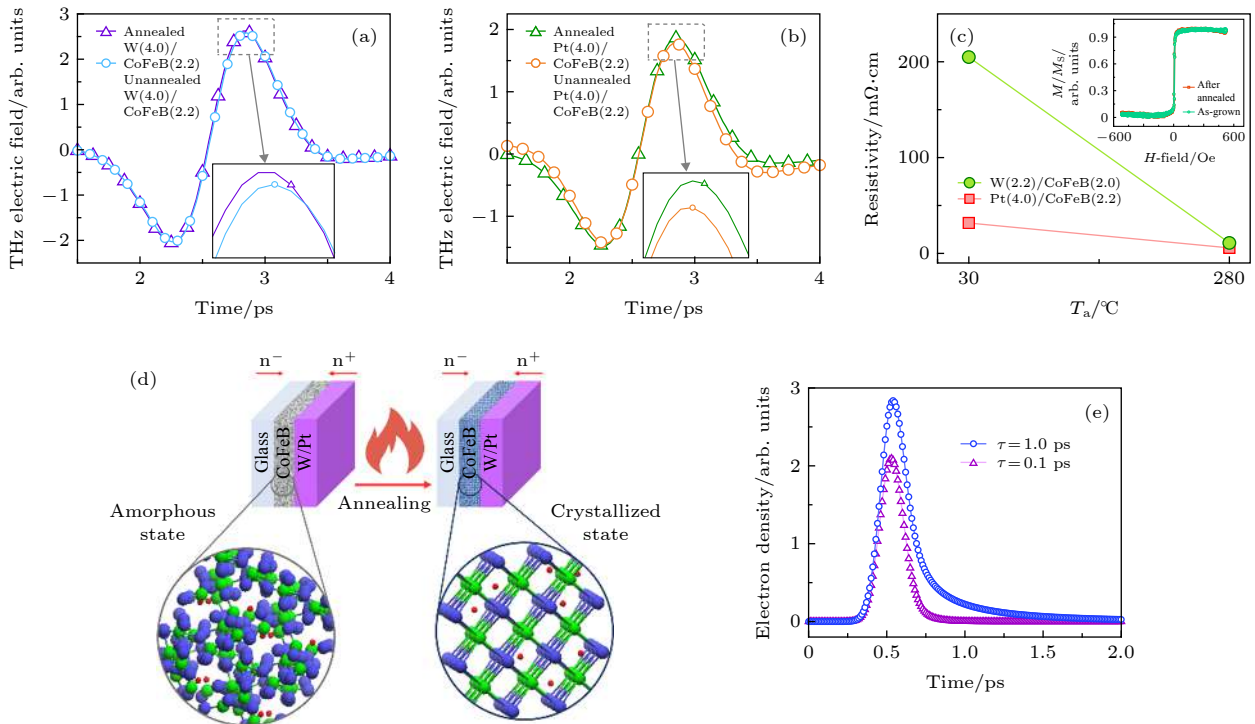 (a)
Annealed
W(4.0)/
CoFeB(2.2)
Unannealed
W(4.0)/
CoFeB(2.2)
THz electric field/arb. units
3
2
1
0
−1
−2
2
3
4
Time/ps
(b)
Annealed
Pt(4.0)/
CoFeB(2.2)
Unannealed
Pt(4.0)/
CoFeB(2.2)
THz electric field/arb. units
2
1
0
−1
2
3
4
Time/ps
(c)
Resistivity/mΩ·cm
200
100
0
30
280
Tₐ/℃
W(2.2)/CoFeB(2.0)
Pt(4.0)/CoFeB(2.2)
M/M_S/
arb. units
0.9
0.6
0.3
0
−600
0
600
H-field/Oe
After
annealed
As-grown
(d)
n⁻ n⁺
n⁻ n⁺
Glass
CoFeB
W/Pt
Annealing
Glass
CoFeB
W/Pt
Amorphous
state
Crystallized
state
(e)
Electron density/arb. units
3
2
1
0
0
0.5
1.0
1.5
2.0
Time/ps
τ=1.0 ps
τ=0.1 ps